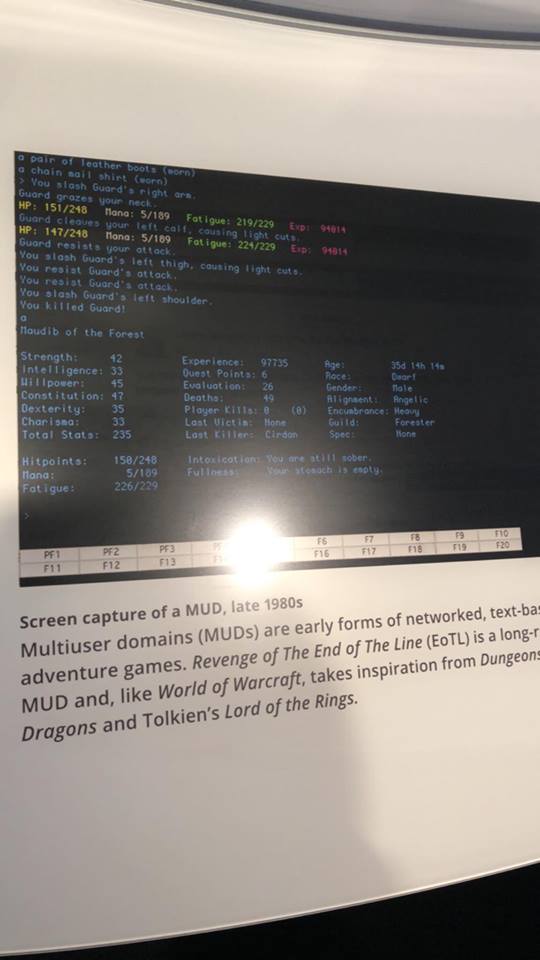 a pair of leather boots (worn)
a chain mail shirt (worn)
> You slash Guard's right arm.
Guard grazes your neck.
HP: 151/248 Mana: 5/189 Fatigue: 219/229 Exp: 94814
Guard cleaves your left calf, causing light cuts.
HP: 147/248 Mana: 5/189 Fatigue: 224/229 Exp: 94814
Guard resists your attack.
You slash Guard's left thigh, causing light cuts.
You resist Guard's attack.
You resist Guard's attack.
You slash Guard's left shoulder.
You killed Guard!
a
Maudib of the Forest
Strength: 42 Experience: 97735 Age: 35d 14h 14m
Intelligence: 33 Quest Points: 6 Race: Dwarf
Willpower: 45 Evaluation: 26 Gender: Male
Constitution: 47 Deaths: 49 Alignment: Angelic
Dexterity: 35 Player Kills: 0 (0) Encumbrance: Heavy
Charisma: 33 Last Victim: None Guild: Forester
Total Stats: 235 Last Killer: Cirdan Spec: None
Hitpoints: 150/248 Intoxication: You are still sober.
Mana: 5/189 Fullness: Your stomach is empty.
Fatigue: 226/229
>
PF1 PF2 PF3 F6 F7 F8 F9 F10
F11 F12 F13 F16 F17 F18 F19 F20
Screen capture of a MUD, late 1980s
Multiuser domains (MUDs) are early forms of networked, text-bas
adventure games. Revenge of The End of The Line (EoTL) is a long-r
MUD and, like World of Warcraft, takes inspiration from Dungeons
Dragons and Tolkien's Lord of the Rings.